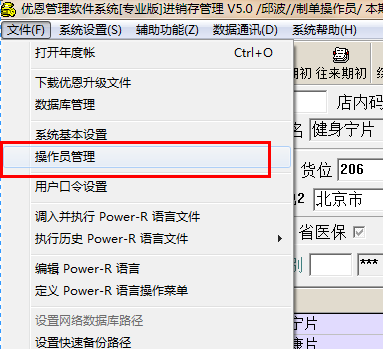 优恩管理软件系统[专业版]进销存管理 V5.0 /邱波//制单操作员/ 本
文件(F) 系统设置(S) 辅助功能(Z) 数据通讯(D) 系统帮助(H)
打开年度帐 Ctrl+O
初 往来期初
下载优恩升级文件
数据库管理
店内码
系统基本设置
名 健身宁片
操作员管理
货位 206
用户口令设置
2 北京市
调入并执行 Power-R 语言文件
执行历史 Power-R 语言文件
省医保
别 ***
编辑 Power-R 语言
定义 Power-R 语言操作菜单
设置网络数据库路径
宁片
设置快速备份路径
康片